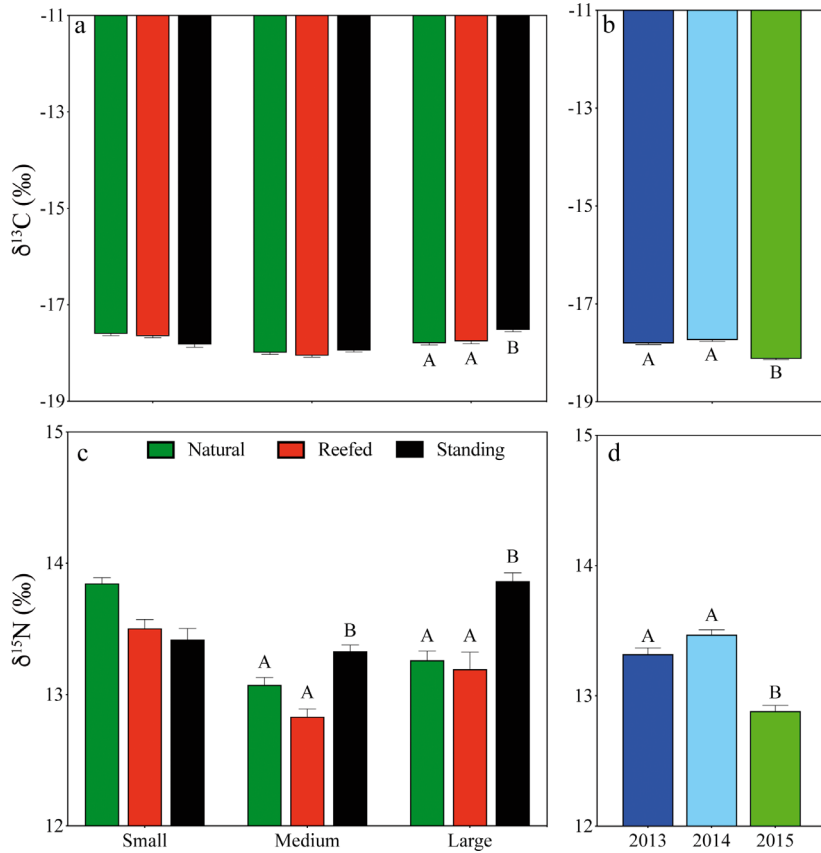 a
-11
-13
-15
-17
-19
δ¹³C (‰)
A A B
b
-11
-13
-15
-17
-19
A A B
c
Natural Reefed Standing
15
14
13
12
δ¹⁵N (‰)
A A B
A A B
Small Medium Large
d
15
14
13
12
A A B
2013 2014 2015